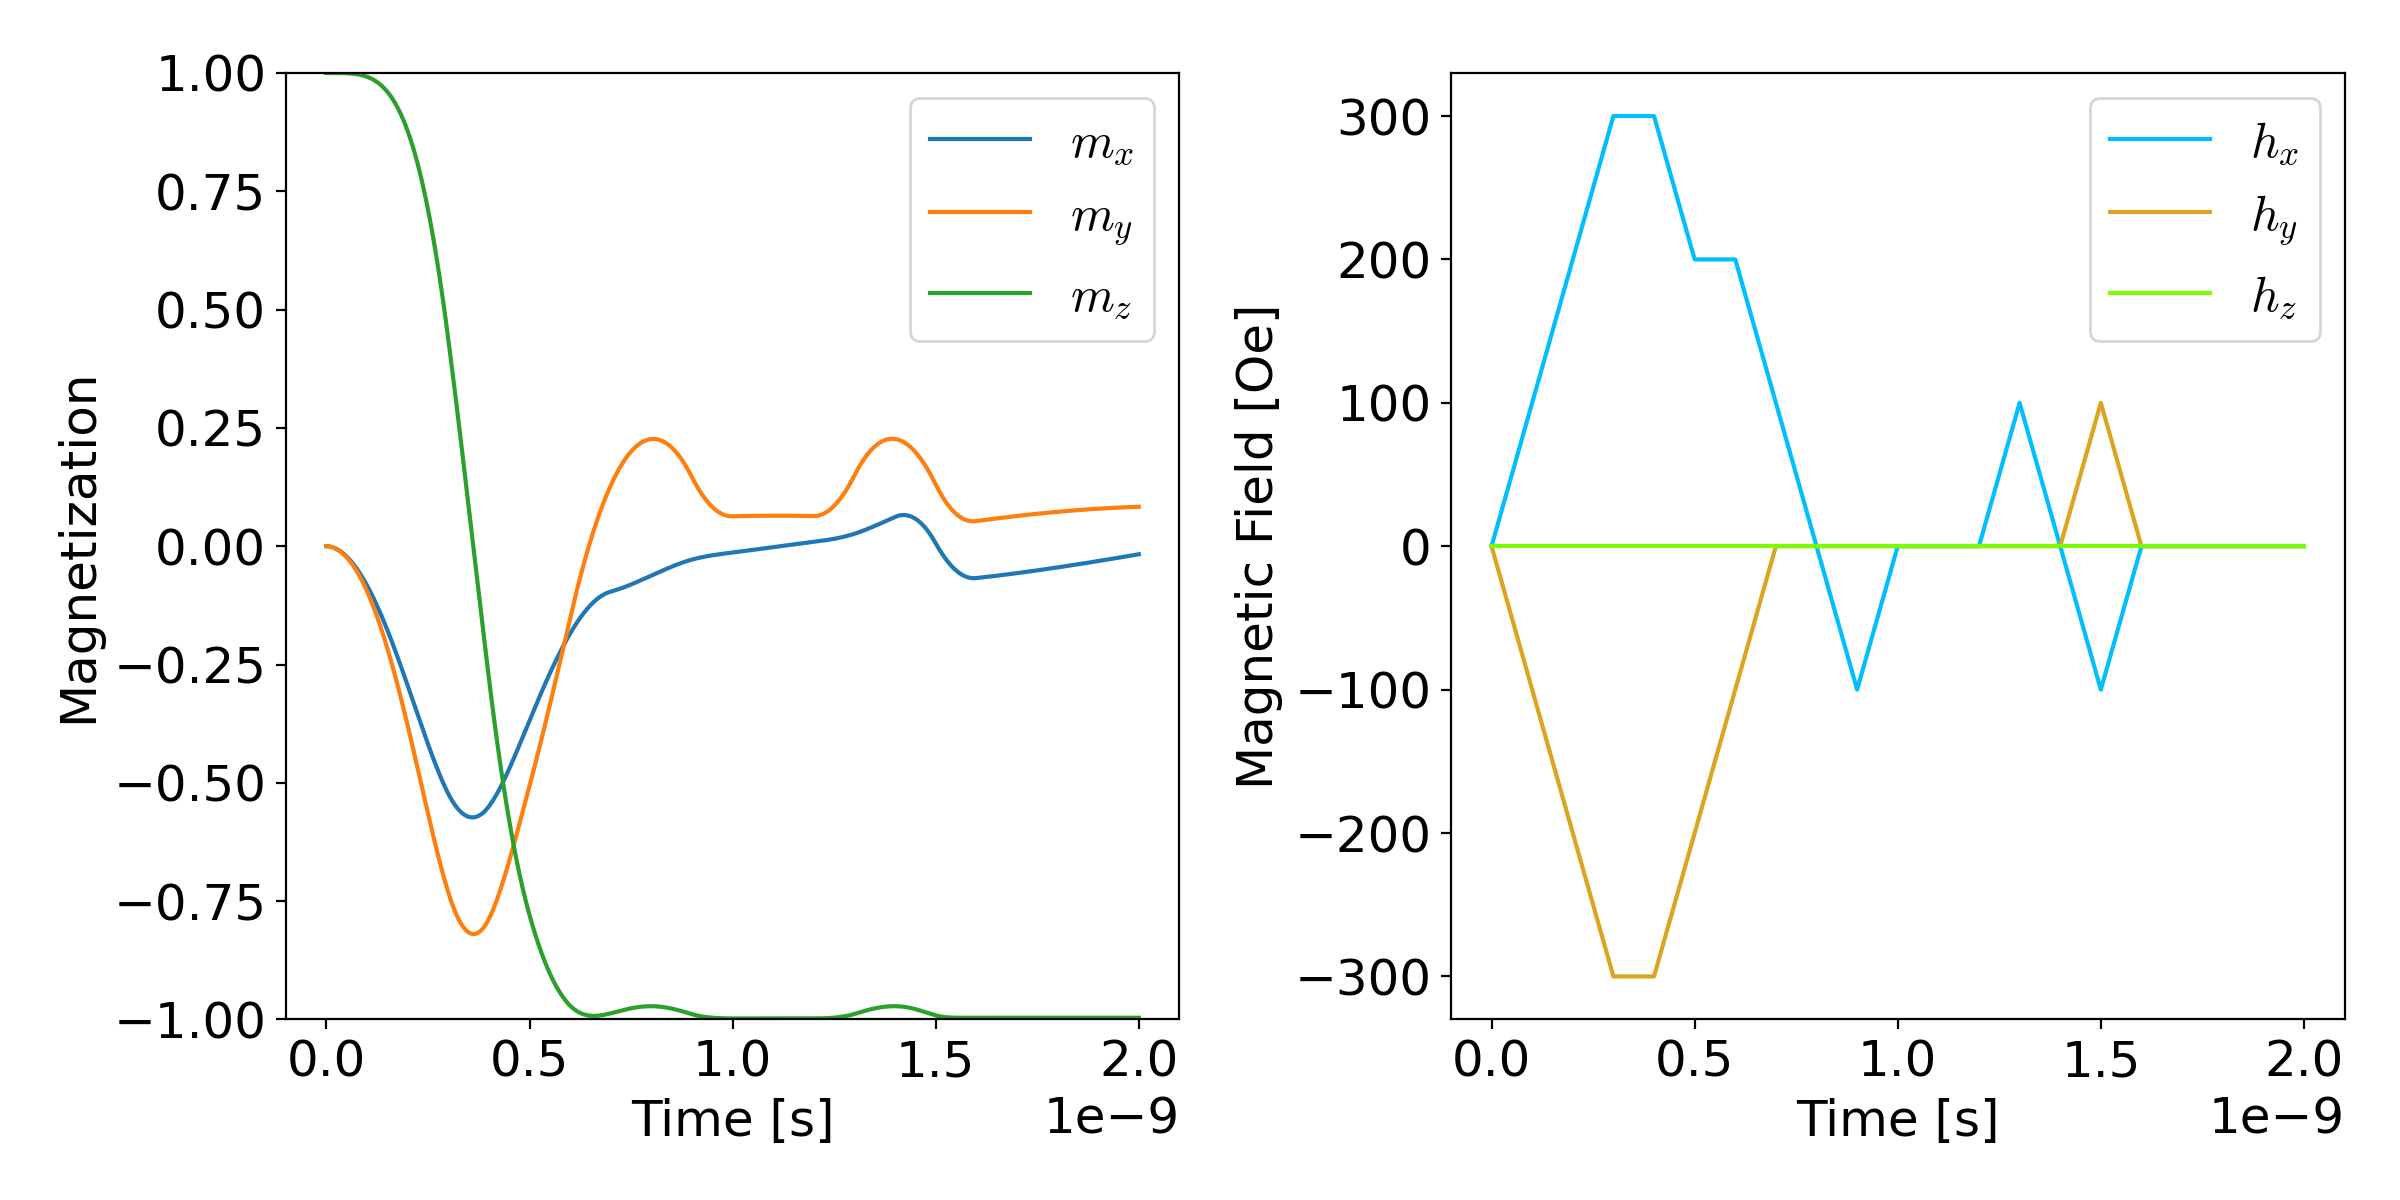 1.00
0.75
0.50
0.25
0.00
−0.25
−0.50
−0.75
−1.00
Magnetization
0.0 0.5 1.0 1.5 2.0
Time [s]
1e−9
m_x
m_y
m_z
300
200
100
0
−100
−200
−300
Magnetic Field [Oe]
0.0 0.5 1.0 1.5 2.0
Time [s]
1e−9
h_x
h_y
h_z